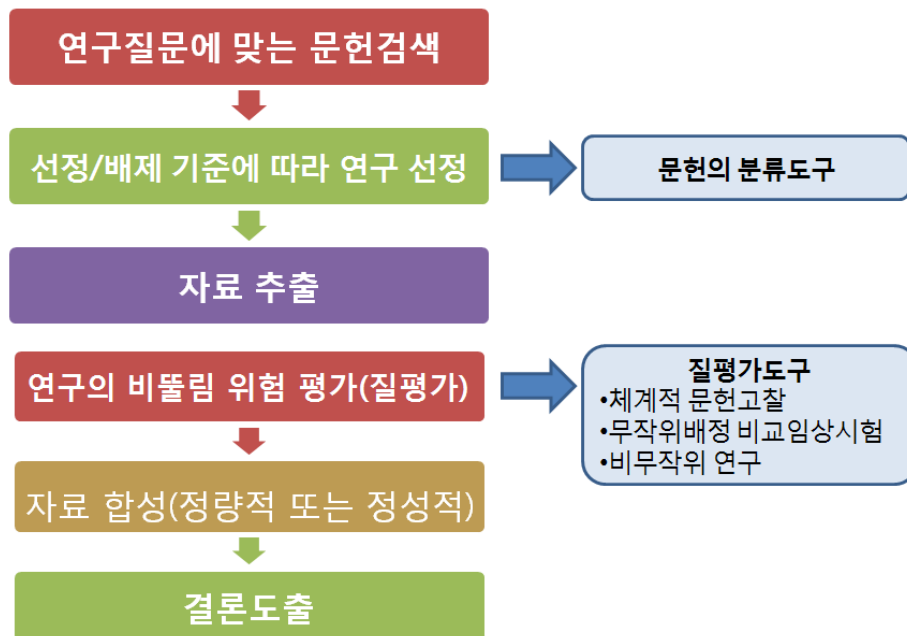 연구질문에 맞는 문헌검색
선정/배제 기준에 따라 연구 선정
문헌의 분류도구
자료 추출
연구의 비뚤림 위험 평가(질평가)
질평가도구
•체계적 문헌고찰
•무작위배정 비교임상시험
•비무작위 연구
자료 합성(정량적 또는 정성적)
결론도출